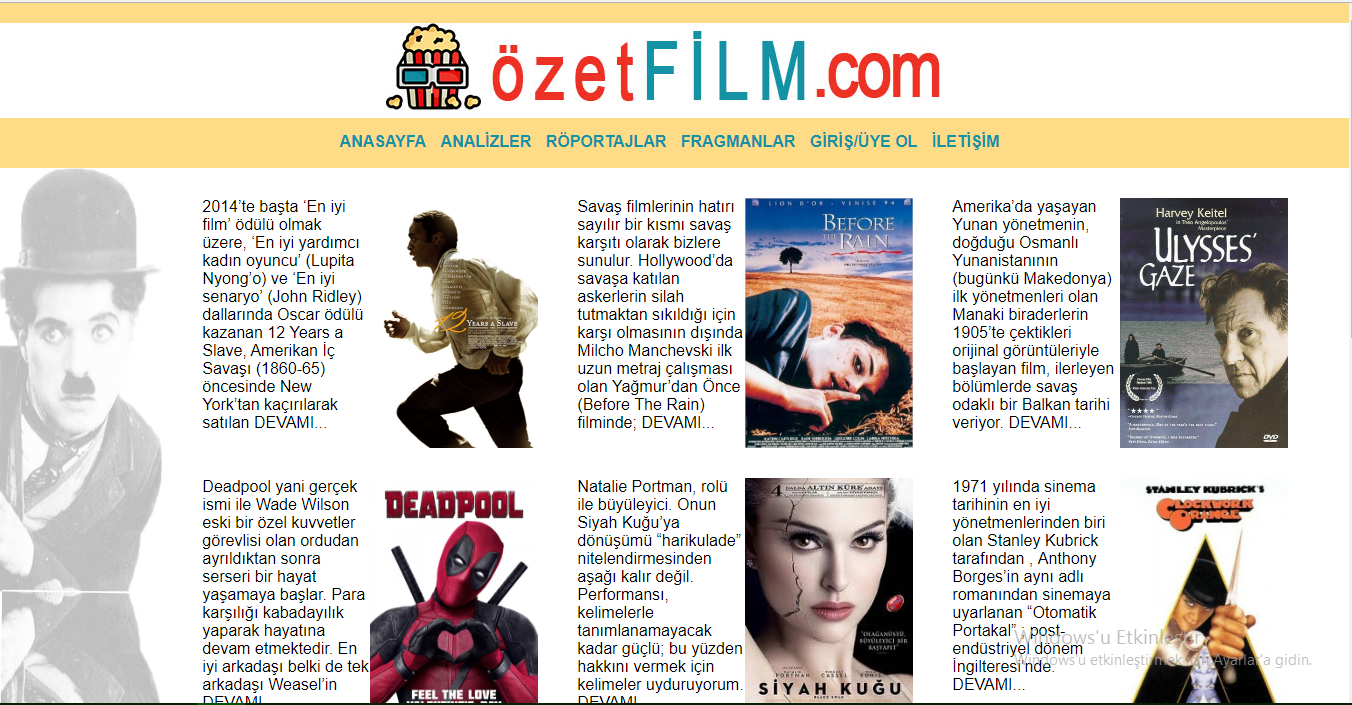 özetFİLM.com
ANASAYFA ANALİZLER RÖPORTAJLAR FRAGMANLAR GİRİŞ/ÜYE OL İLETİŞİM
2014’te başta ‘En iyi
film’ ödülü olmak
üzere, ‘En iyi yardımcı
kadın oyuncu’ (Lupita
Nyong’o) ve ‘En iyi
senaryo’ (John Ridley)
dallarında Oscar ödülü
kazanan 12 Years a
Slave, Amerikan İç
Savaşı (1860-65)
öncesinde New
York’tan kaçırılarak
satılan DEVAMI...
12
YEARS A SLAVE
Savaş filmlerinin hatırı
sayılır bir kısmı savaş
karşıtı olarak bizlere
sunulur. Hollywood’da
savaşa katılan
askerlerin silah
tutmaktan sıkıldığı için
karşı olmasının dışında
Milcho Manchevski ilk
uzun metraj çalışması
olan Yağmur’dan Önce
(Before The Rain)
filminde; DEVAMI...
LION D'OR - VENISE 94
BEFORE
THE RAIN
Amerika’da yaşayan
Yunan yönetmenin,
doğduğu Osmanlı
Yunanistanının
(bugünkü Makedonya)
ilk yönetmenleri olan
Manaki biraderlerin
1905’te çektikleri
orijinal görüntüleriyle
başlayan film, ilerleyen
bölümlerde savaş
odaklı bir Balkan tarihi
veriyor. DEVAMI...
Harvey Keitel
in Theo Angelopoulos'
Masterpiece
ULYSSES'
GAZE
DVD
Deadpool yani gerçek
ismi ile Wade Wilson
eski bir özel kuvvetler
görevlisi olan ordudan
ayrıldıktan sonra
serseri bir hayat
yaşamaya başlar. Para
karşılığı kabadayılık
yaparak hayatına
devam etmektedir. En
iyi arkadaşı belki de tek
arkadaşı Weasel’in
DEVAMI
DEADPOOL
FEEL THE LOVE
VALENTINE'S DAY
Natalie Portman, rolü
ile büyüleyici. Onun
Siyah Kuğu’ya
dönüşümü “harikulade”
nitelendirmesinden
aşağı kalır değil.
Performansı,
kelimelerle
tanımlanamayacak
kadar güçlü; bu yüzden
hakkını vermek için
kelimeler uyduruyorum.
DEVAMI
4 DALDA ALTIN KÜRE ADAYI
"OLAĞANÜSTÜ,
BÜYÜLEYİCİ BİR
BAŞYAPIT"
SİYAH KUĞU
BLACK SWAN
1971 yılında sinema
tarihinin en iyi
yönetmenlerinden biri
olan Stanley Kubrick
tarafından , Anthony
Borges’in aynı adlı
romanından sinemaya
uyarlanan “Otomatik
Portakal” , post-
endüstriyel dönem
İngilteresi’nde.
DEVAMI...
STANLEY KUBRICK'S
CLOCKWORK
ORANGE
Windows'u Etkinleştir
Windows'u etkinleştirmek için Ayarlar'a gidin.